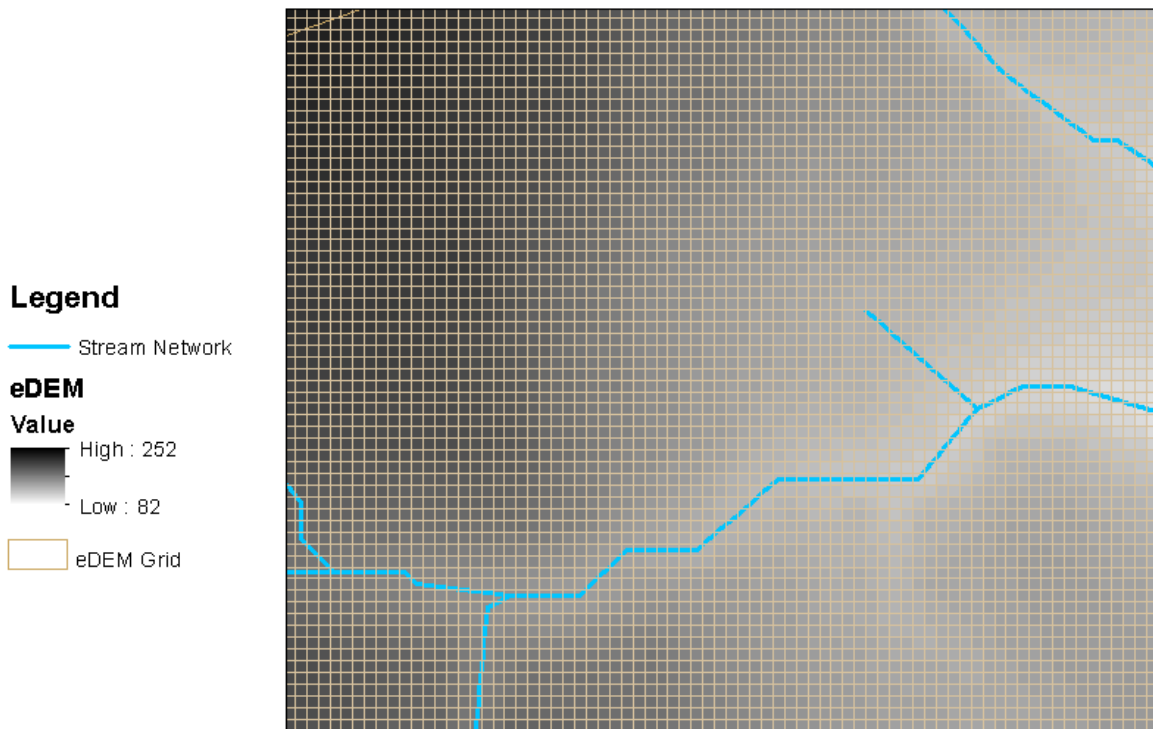 Legend
Stream Network
eDEM
Value
High : 252
Low : 82
eDEM Grid